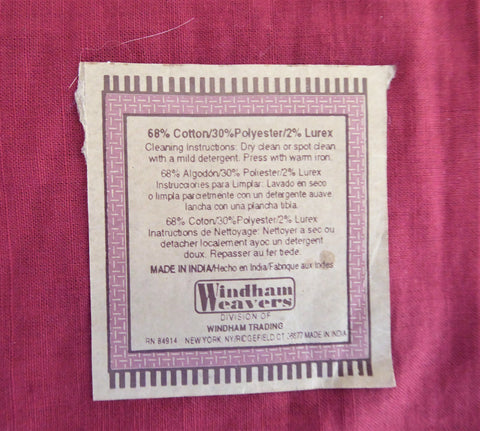 68% Cotton/30%Polyester/2% Lurex
Cleaning Instructions: Dry clean or spot clean
with a mild detergent. Press with warm iron.
68% Algodón/30% Poliester/2% Lurex
Instrucciones para Limpiar: Lavado en seco
o limpia parcielmente con un detergente auave
lancha con una plancha tibia.
68% Coton/30%Polyester/2% Lurex
Instructions de Nettoyage: Nettoyer a sec ou
detacher localement ayoc un detergent
doux. Repasser au fer tiede.
MADE IN INDIA/Hecho en India/Fabrique aux Indes
Windham
Weavers
DIVISION OF
WINDHAM TRADING
RN 84914 NEW YORK, NY/RIDGEFIELD CT 06877 MADE IN INDIA